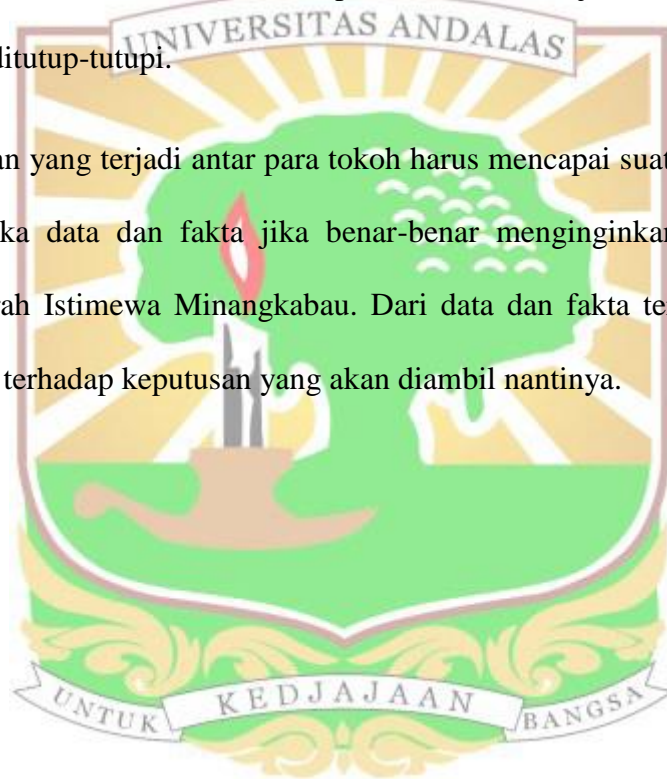 UNIVERSITAS ANDALAS
ditutup-tutupi.
an yang terjadi antar para tokoh harus mencapai suat
ka data dan fakta jika benar-benar menginginkan
rah Istimewa Minangkabau. Dari data dan fakta te
terhadap keputusan yang akan diambil nantinya.
UNTUK KEDJAJAAN BANGSA